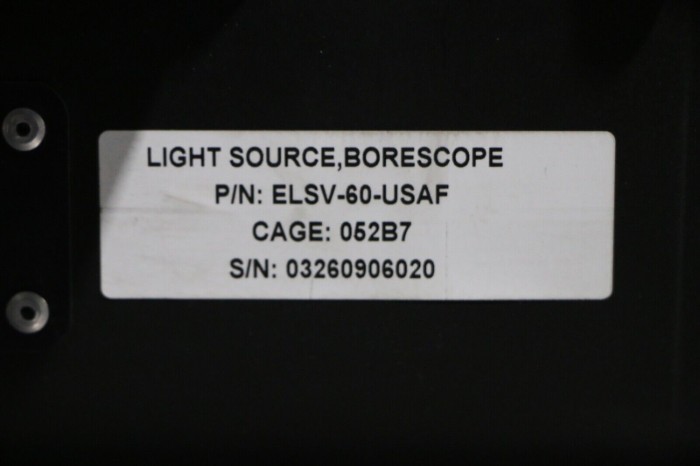 LIGHT SOURCE,BORESCOPE
P/N: ELSV-60-USAF
CAGE: 052B7
S/N: 03260906020